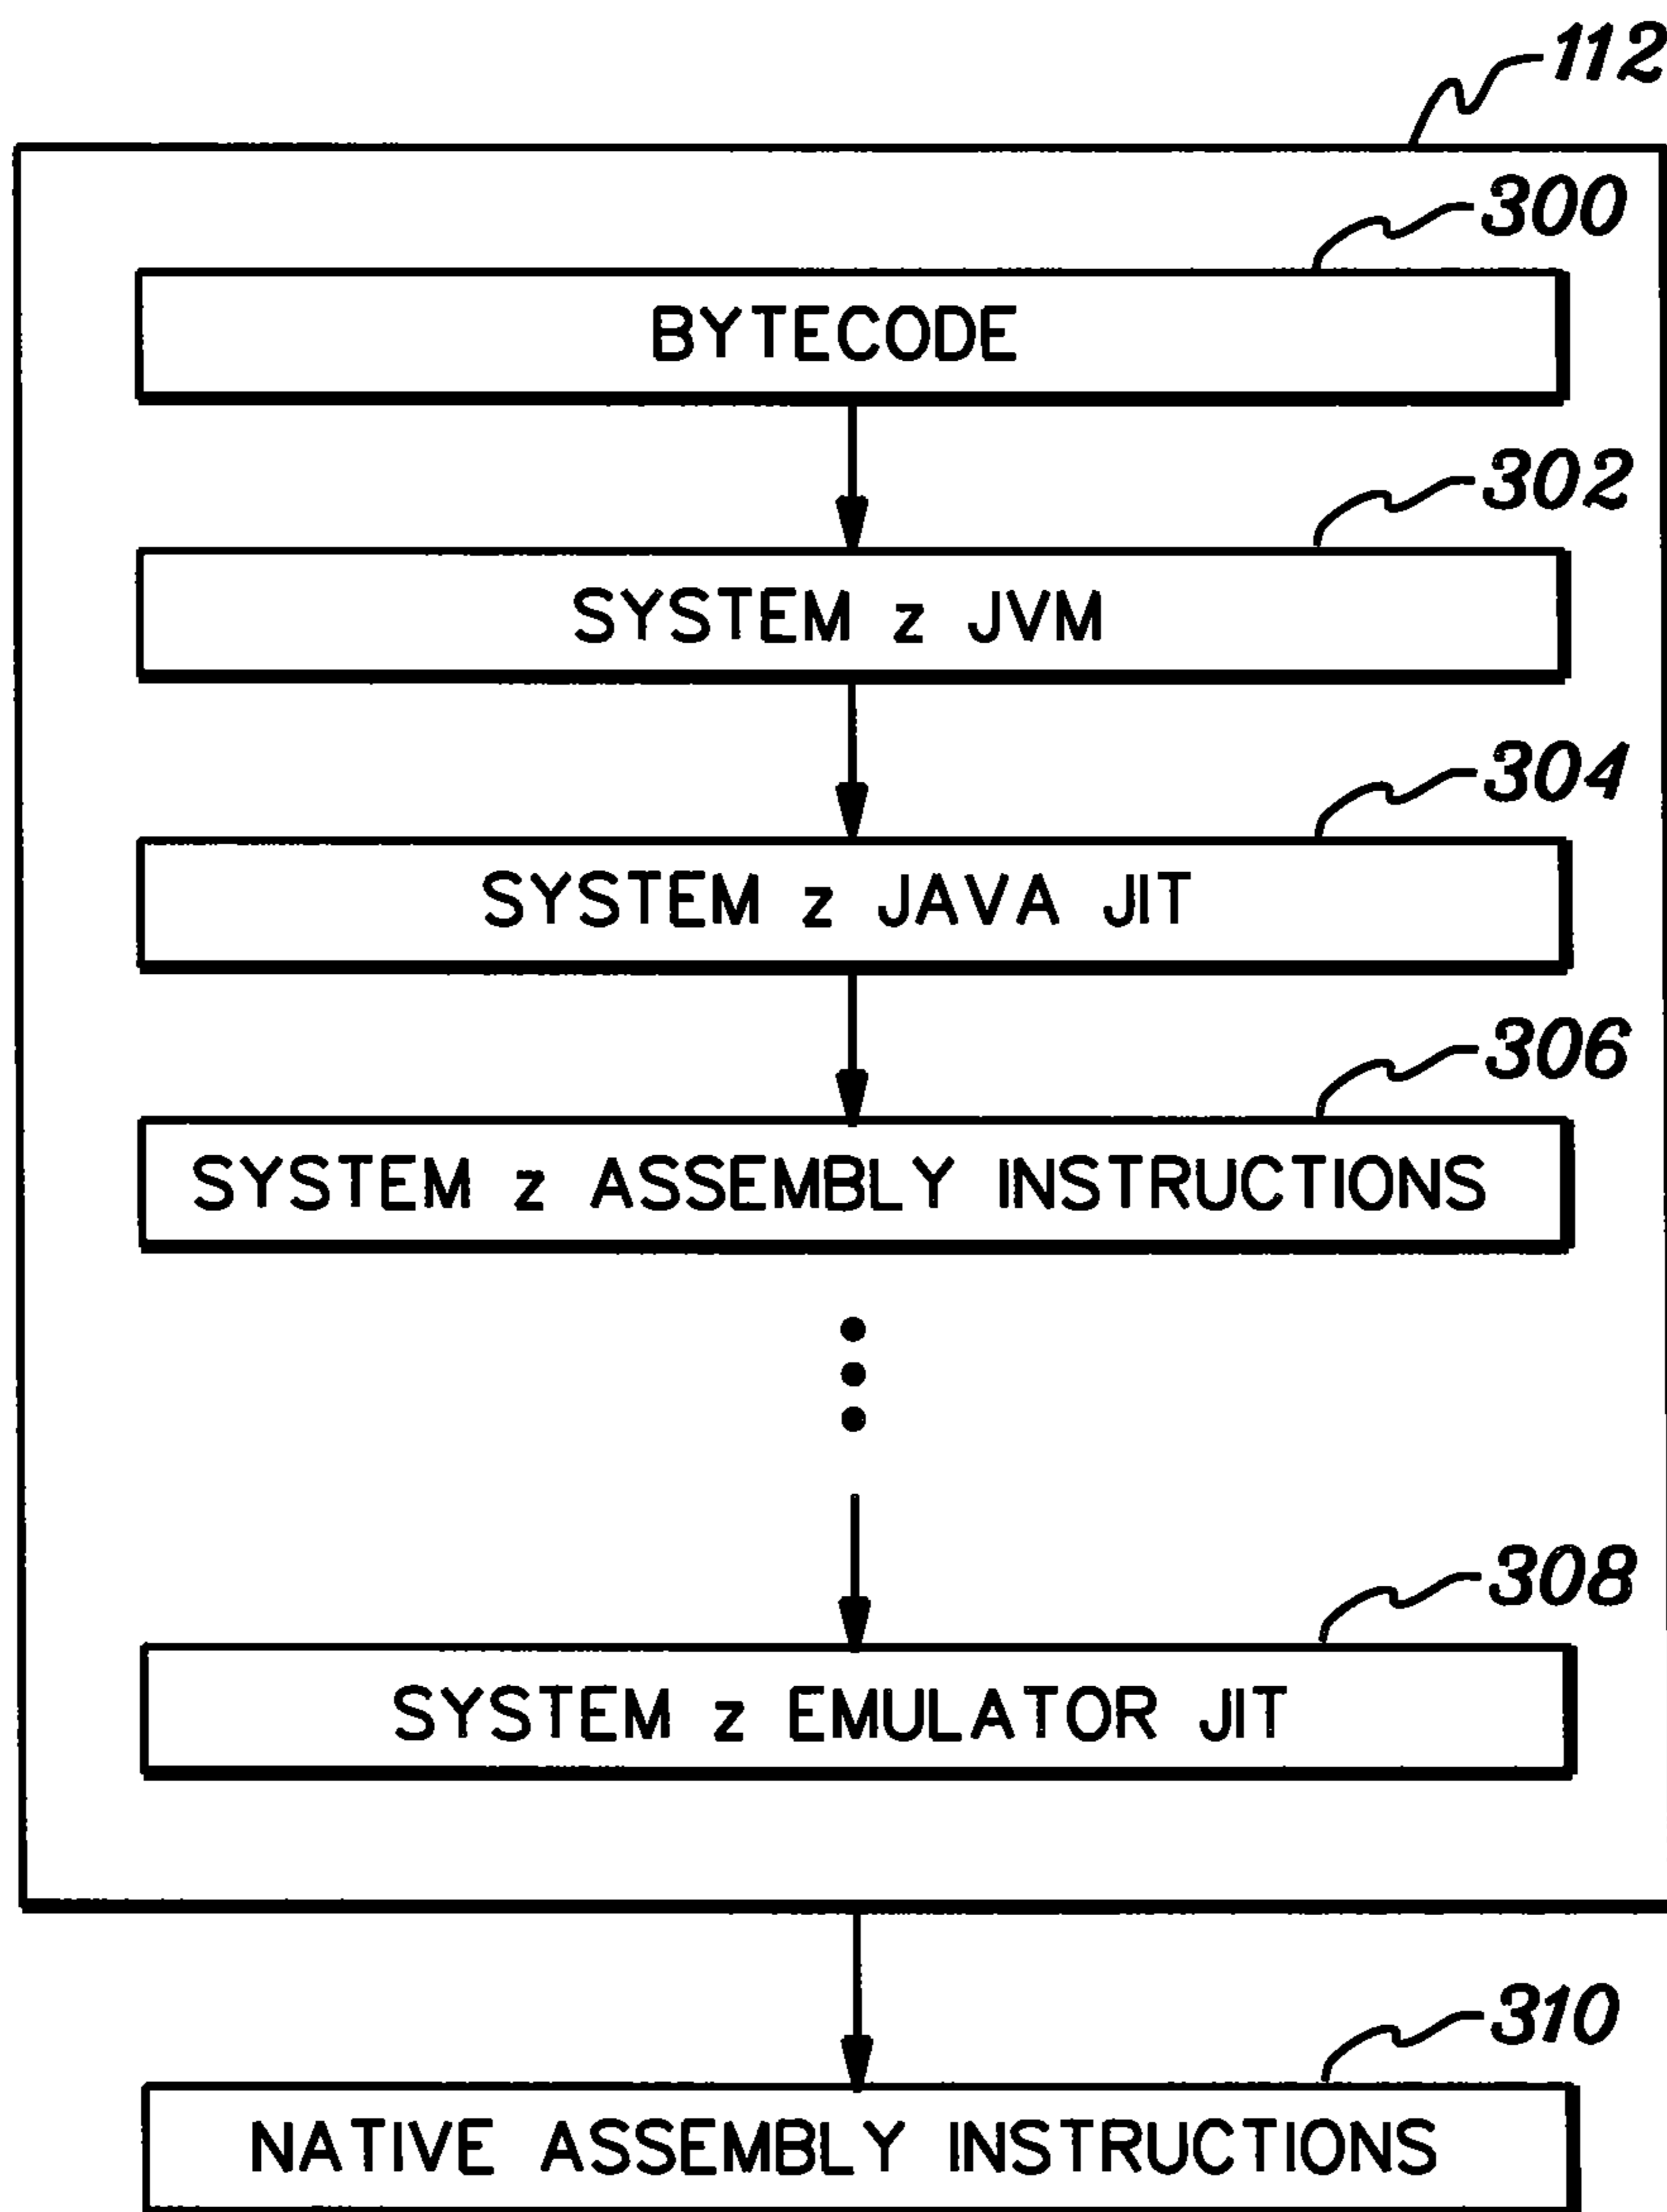 112
300
BYTECODE
302
SYSTEM z JVM
304
SYSTEM z JAVA JIT
306
SYSTEM z ASSEMBLY INSTRUCTIONS
308
SYSTEM z EMULATOR JIT
310
NATIVE ASSEMBLY INSTRUCTIONS